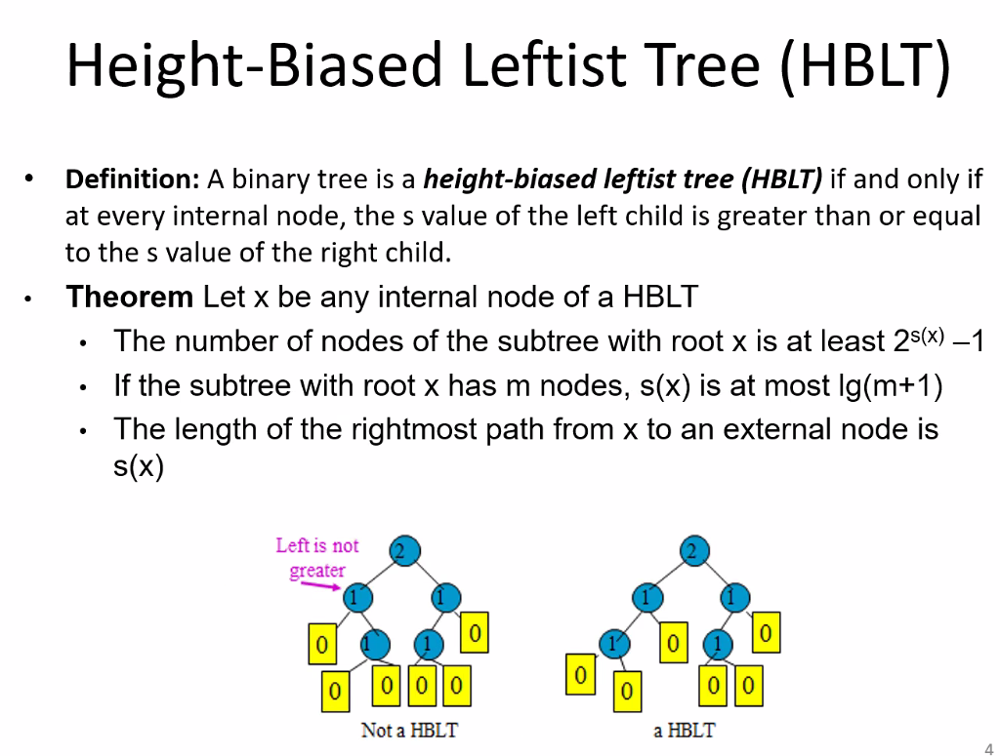 Height-Biased Leftist Tree (HBLT)
• Definition: A binary tree is a height-biased leftist tree (HBLT) if and only if
at every internal node, the s value of the left child is greater than or equal
to the s value of the right child.
• Theorem Let x be any internal node of a HBLT
• The number of nodes of the subtree with root x is at least 2^s(x) –1
• If the subtree with root x has m nodes, s(x) is at most lg(m+1)
• The length of the rightmost path from x to an external node is
s(x)
Left is not
greater
2
1 1
0 1 1 0
0 0 0 0
Not a HBLT
2
1 1
1 0 1 0
0 0 0 0
a HBLT
4